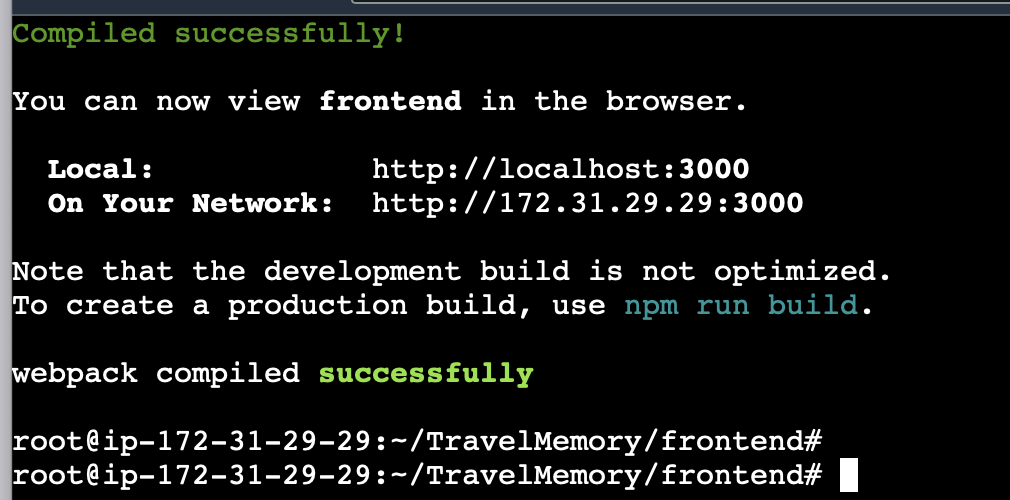 Compiled successfully!
You can now view frontend in the browser.
Local: http://localhost:3000
On Your Network: http://172.31.29.29:3000
Note that the development build is not optimized.
To create a production build, use npm run build.
webpack compiled successfully
root@ip-172-31-29-29:~/TravelMemory/frontend#
root@ip-172-31-29-29:~/TravelMemory/frontend#